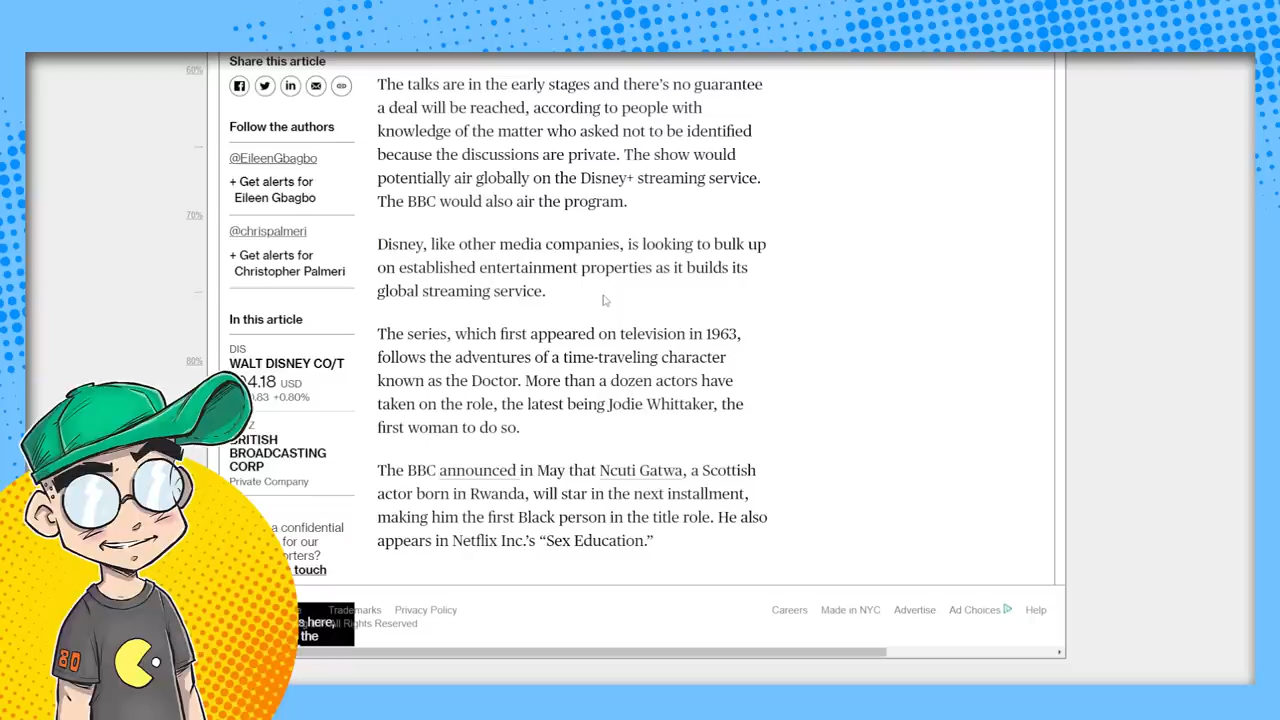 Share this article
60%
Follow the authors
@EileenGbagbo
+ Get alerts for
Eileen Gbagbo
70%
@chrispalmeri
+ Get alerts for
Christopher Palmeri
In this article
DIS
WALT DISNEY CO/T
4.18 USD
.83 +0.80%
80%
Z
BRITISH
BROADCASTING
CORP
Private Company
a confidential
for our
orters?
touch
The talks are in the early stages and there’s no guarantee
a deal will be reached, according to people with
knowledge of the matter who asked not to be identified
because the discussions are private. The show would
potentially air globally on the Disney+ streaming service.
The BBC would also air the program.
Disney, like other media companies, is looking to bulk up
on established entertainment properties as it builds its
global streaming service.
The series, which first appeared on television in 1963,
follows the adventures of a time-traveling character
known as the Doctor. More than a dozen actors have
taken on the role, the latest being Jodie Whittaker, the
first woman to do so.
The BBC announced in May that Ncuti Gatwa, a Scottish
actor born in Rwanda, will star in the next installment,
making him the first Black person in the title role. He also
appears in Netflix Inc.’s “Sex Education.”
Trademarks Privacy Policy
Careers Made in NYC Advertise Ad Choices Help
All Rights Reserved
s here,
the
80